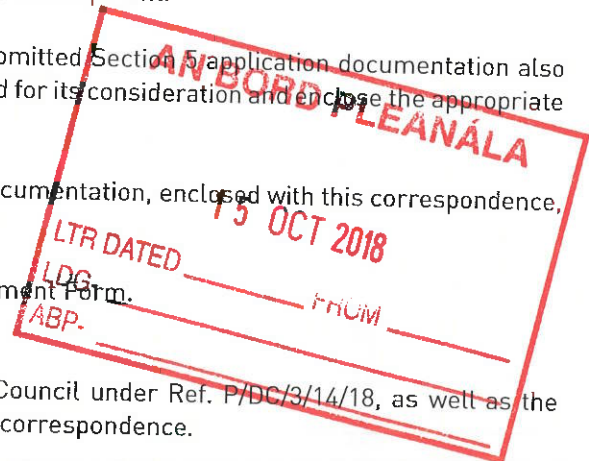 omitted Section 5 application documentation also
AN BORD PLEANÁLA
d for its consideration and enclose the appropriate
cumentation, enclosed with this correspondence,
15 OCT 2018
LTR DATED FROM
LDG.
ment Form.
ABP-
Council under Ref. P/DC/3/14/18, as well as the
correspondence.